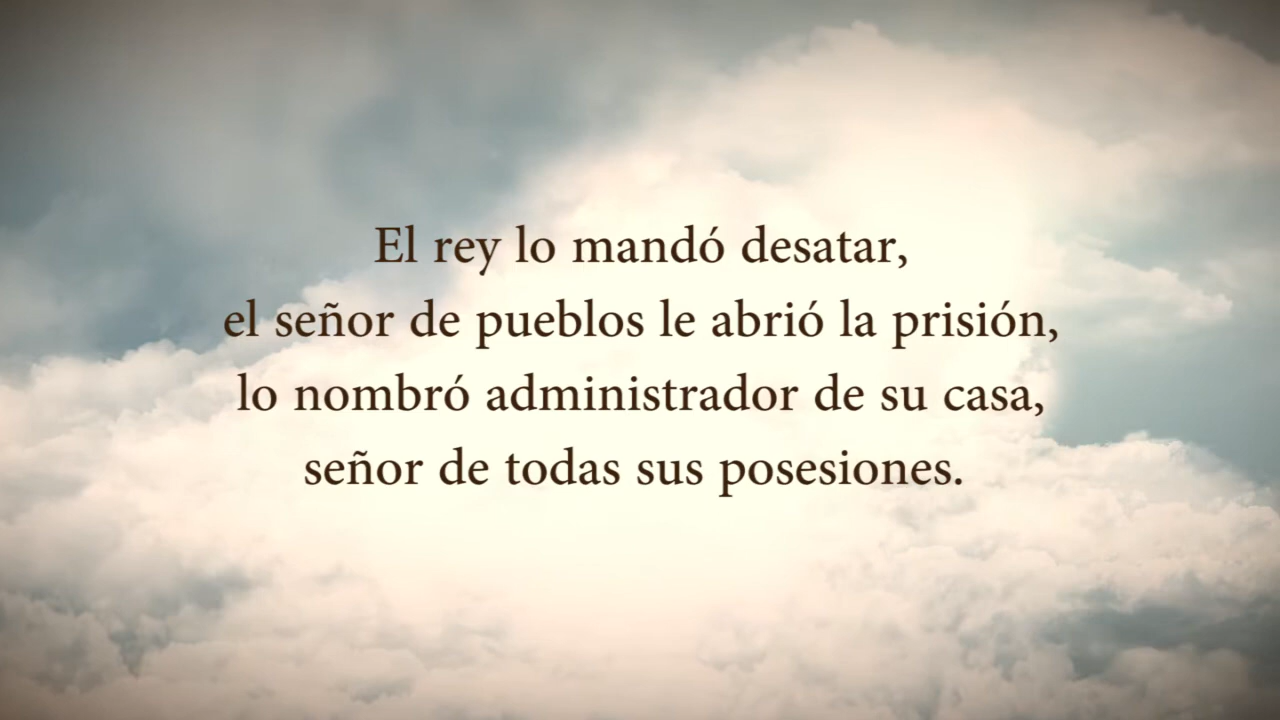 El rey lo mandó desatar,
el señor de pueblos le abrió la prisión,
lo nombró administrador de su casa,
señor de todas sus posesiones.